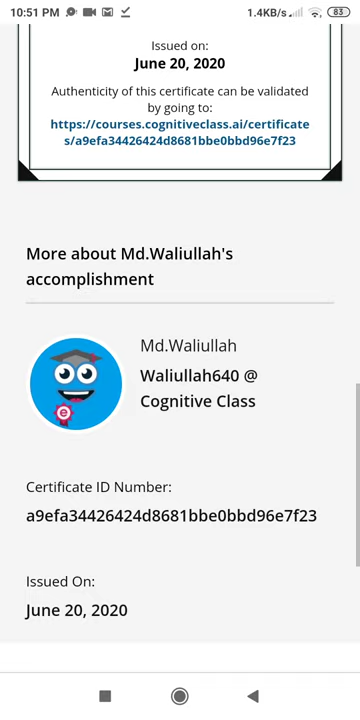 10:51 PM
1.4KB/s
83
Issued on:
June 20, 2020
Authenticity of this certificate can be validated
by going to:
https://courses.cognitiveclass.ai/certificate
s/a9efa34426424d8681bbe0bbd96e7f23
More about Md.Waliullah's
accomplishment
Md.Waliullah
Waliullah640 @
Cognitive Class
e
Certificate ID Number:
a9efa34426424d8681bbe0bbd96e7f23
Issued On:
June 20, 2020